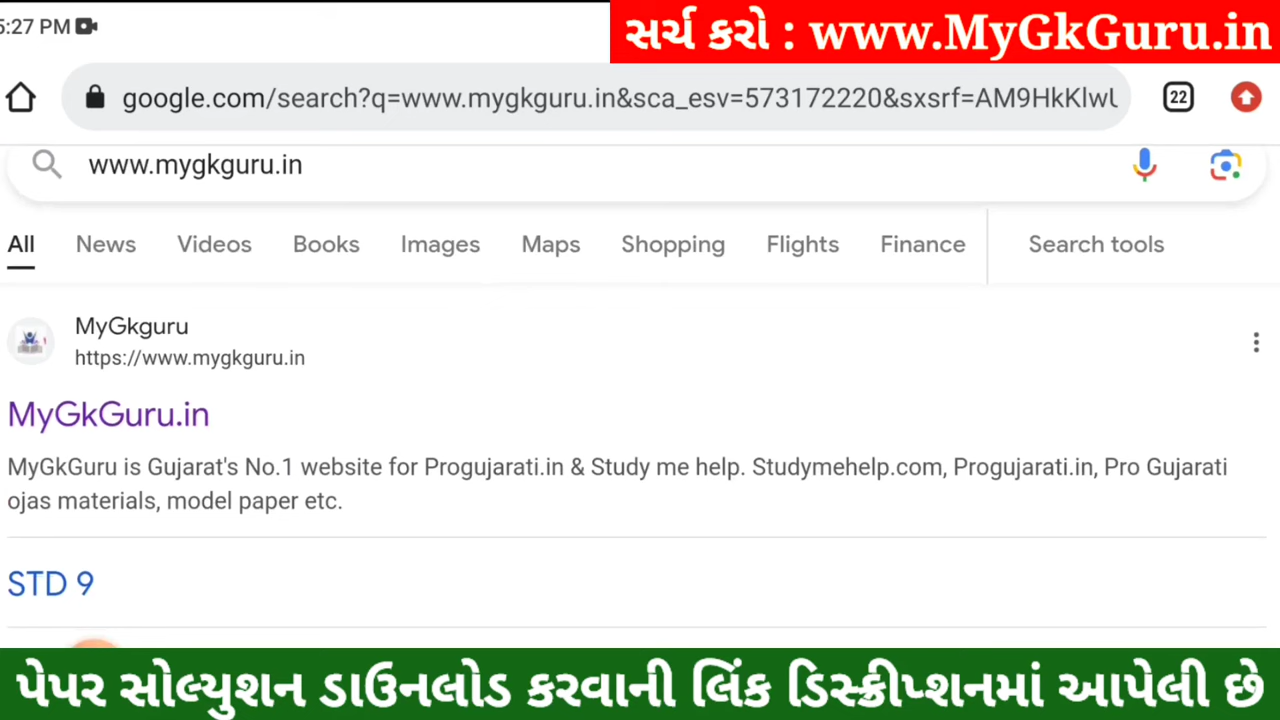 5:27 PM
સર્ચ કરો : www.MyGkGuru.in
google.com/search?q=www.mygkguru.in&sca_esv=573172220&sxsrf=AM9HkKlwU
22
www.mygkguru.in
All News Videos Books Images Maps Shopping Flights Finance Search tools
MyGkguru
https://www.mygkguru.in
MyGkGuru.in
MyGkGuru is Gujarat's No.1 website for Progujarati.in & Study me help. Studymehelp.com, Progujarati.in, Pro Gujarati
ojas materials, model paper etc.
STD 9
પેપર સોલ્યુશન ડાઉનલોડ કરવાની લિંક ડિસ્ક્રીપ્શનમાં આપેલી છે